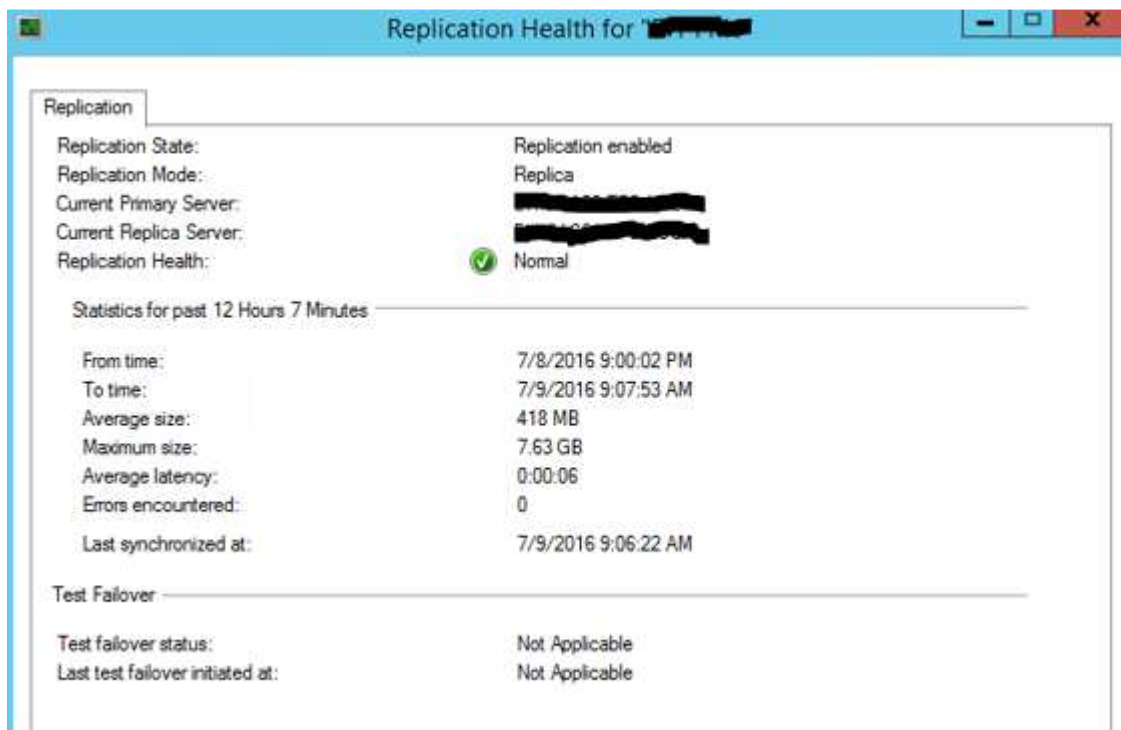 Replication Health for "
Replication
Replication State: Replication enabled
Replication Mode: Replica
Current Primary Server:
Current Replica Server:
Replication Health: Normal
Statistics for past 12 Hours 7 Minutes
From time: 7/8/2016 9:00:02 PM
To time: 7/9/2016 9:07:53 AM
Average size: 418 MB
Maximum size: 7.63 GB
Average latency: 0:00:06
Errors encountered: 0
Last synchronized at: 7/9/2016 9:06:22 AM
Test Failover
Test failover status: Not Applicable
Last test failover initiated at: Not Applicable